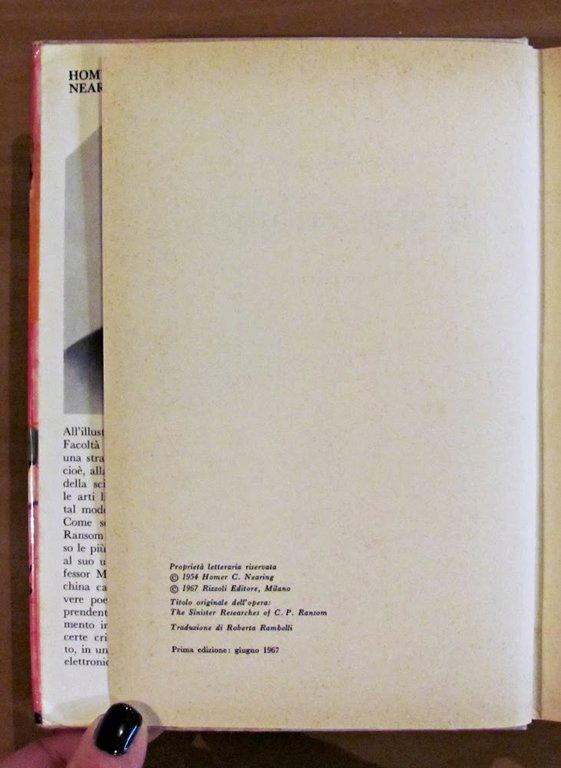 HOM
NEAR
All'illust
Facoltà
una stra
cioè, all
della sci
le arti l
tal mod
Come s
Ransom
so le più
al suo u
fessor M
china ca
vere poe
prendent
mento in
certe cri
to, in un
elettronic
Proprietà letteraria riservata
© 1954 Homer C. Nearing
© 1967 Rizzoli Editore, Milano
Titolo originale dell'opera:
The Sinister Researches of C. P. Ransom
Traduzione di Roberta Rambelli
Prima edizione: giugno 1967